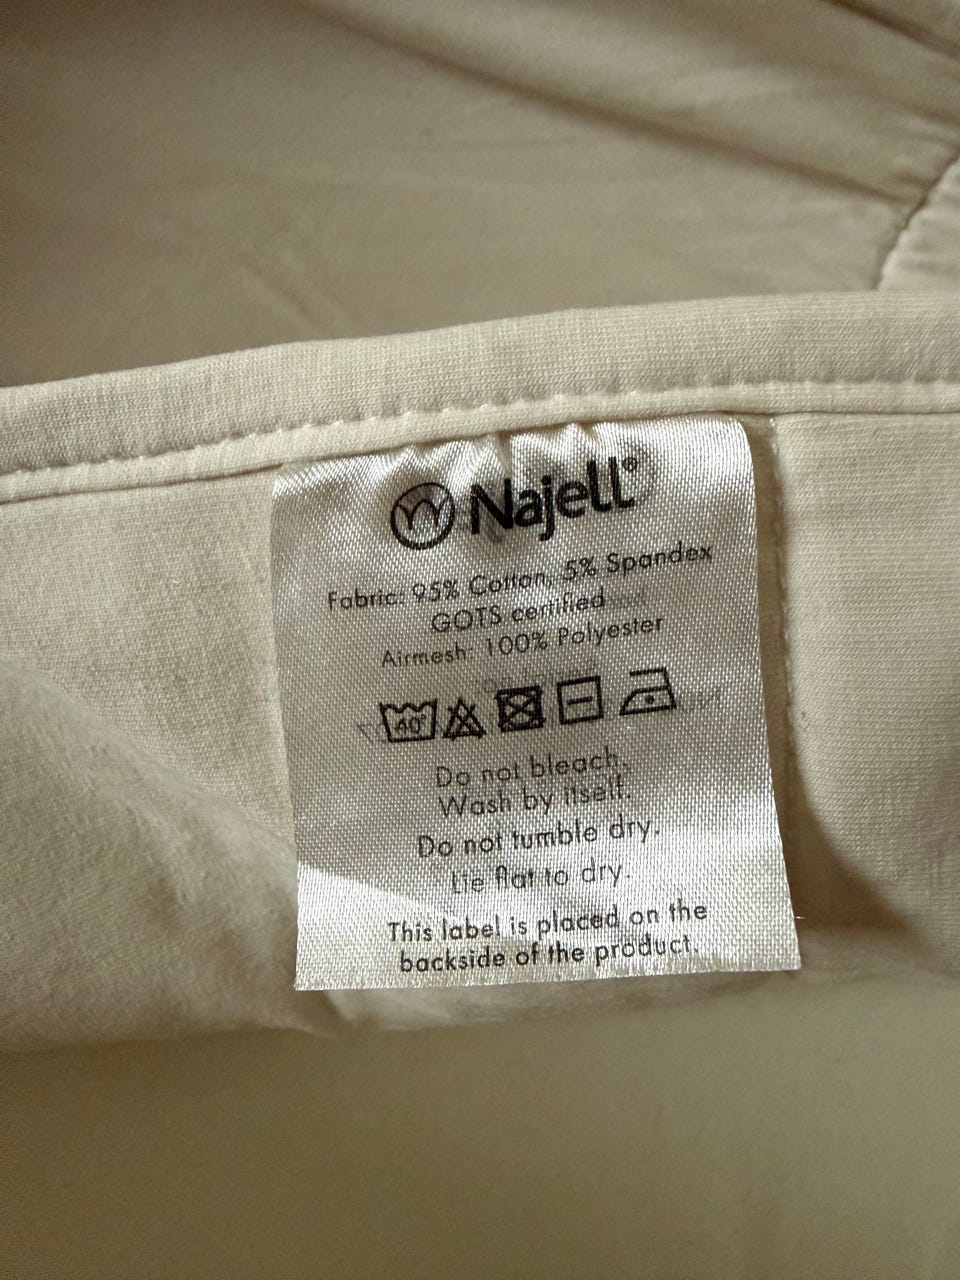 Najell®
Fabric: 95% Cotton, 5% Spandex
GOTS certified
Airmesh: 100% Polyester
40°
Do not bleach.
Wash by itself.
Do not tumble dry.
Lie flat to dry.
This label is placed on the
backside of the product.